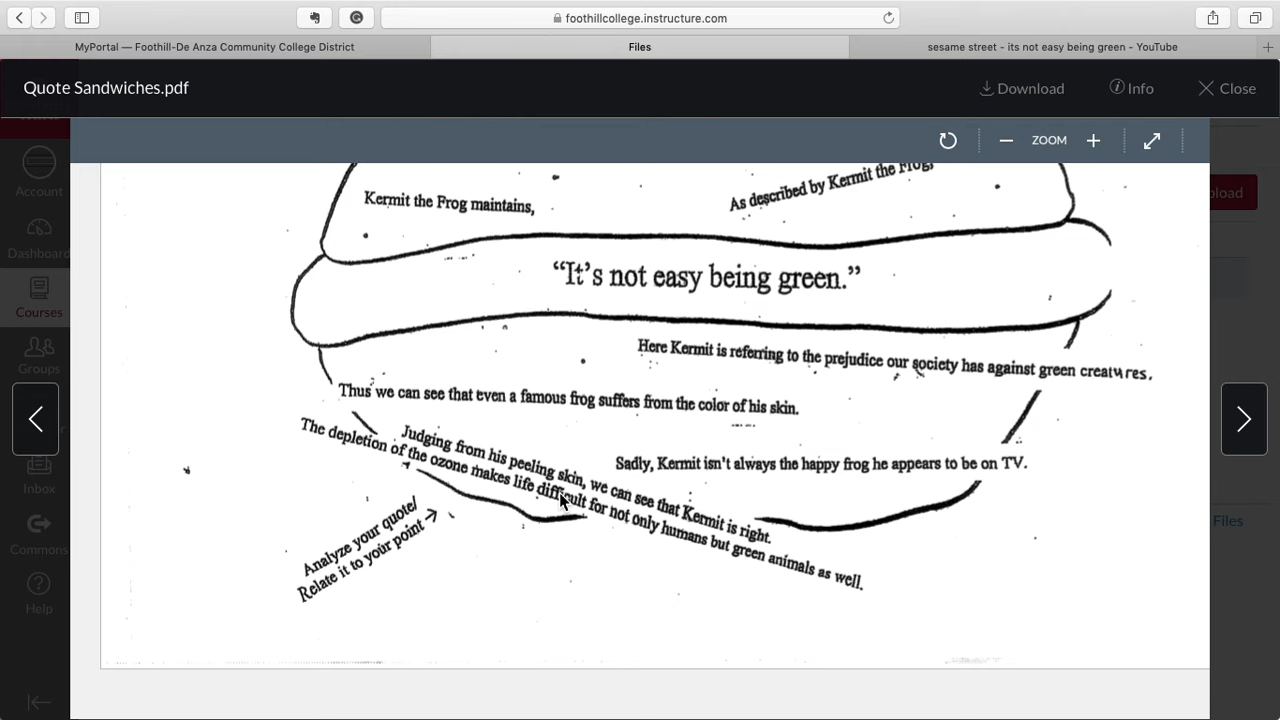 foothillcollege.instructure.com
MyPortal — Foothill-De Anza Community College District
Files
sesame street - its not easy being green - YouTube
Quote Sandwiches.pdf
Download
Info
Close
ZOOM
Account
Dashboard
Courses
Groups
Inbox
Commons
Help
Files
Kermit the Frog maintains,
As described by Kermit the Frog,
“It’s not easy being green.”
Here Kermit is referring to the prejudice our society has against green creatures.
Thus we can see that even a famous frog suffers from the color of his skin.
Judging from his peeling skin, we can see that Kermit is right.
The depletion of the ozone makes life difficult for not only humans but green animals as well.
Sadly, Kermit isn’t always the happy frog he appears to be on TV.
Analyze your quote/
Relate it to your point